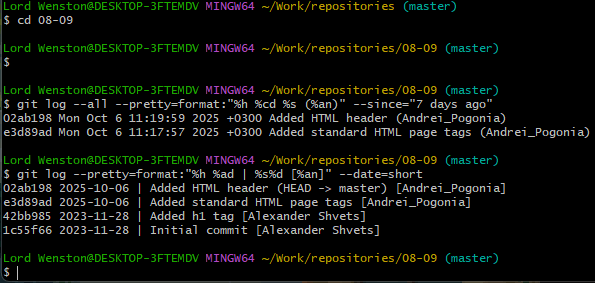 Lord Wenston@DESKTOP-3FTEMDV MINGW64 ~/Work/repositories (master)
$ cd 08-09
Lord Wenston@DESKTOP-3FTEMDV MINGW64 ~/Work/repositories/08-09 (master)
$
Lord Wenston@DESKTOP-3FTEMDV MINGW64 ~/Work/repositories/08-09 (master)
$ git log --all --pretty=format:"%h %cd %s (%an)" --since="7 days ago"
02ab198 Mon Oct 6 11:19:59 2025 +0300 Added HTML header (Andrei_Pogonia)
e3d89ad Mon Oct 6 11:17:57 2025 +0300 Added standard HTML page tags (Andrei_Pogonia)
Lord Wenston@DESKTOP-3FTEMDV MINGW64 ~/Work/repositories/08-09 (master)
$ git log --pretty=format:"%h %ad | %s%d [%an]" --date=short
02ab198 2025-10-06 | Added HTML header (HEAD -> master) [Andrei_Pogonia]
e3d89ad 2025-10-06 | Added standard HTML page tags [Andrei_Pogonia]
42bb985 2023-11-28 | Added h1 tag [Alexander Shvets]
1c55f66 2023-11-28 | Initial commit [Alexander Shvets]
Lord Wenston@DESKTOP-3FTEMDV MINGW64 ~/Work/repositories/08-09 (master)
$